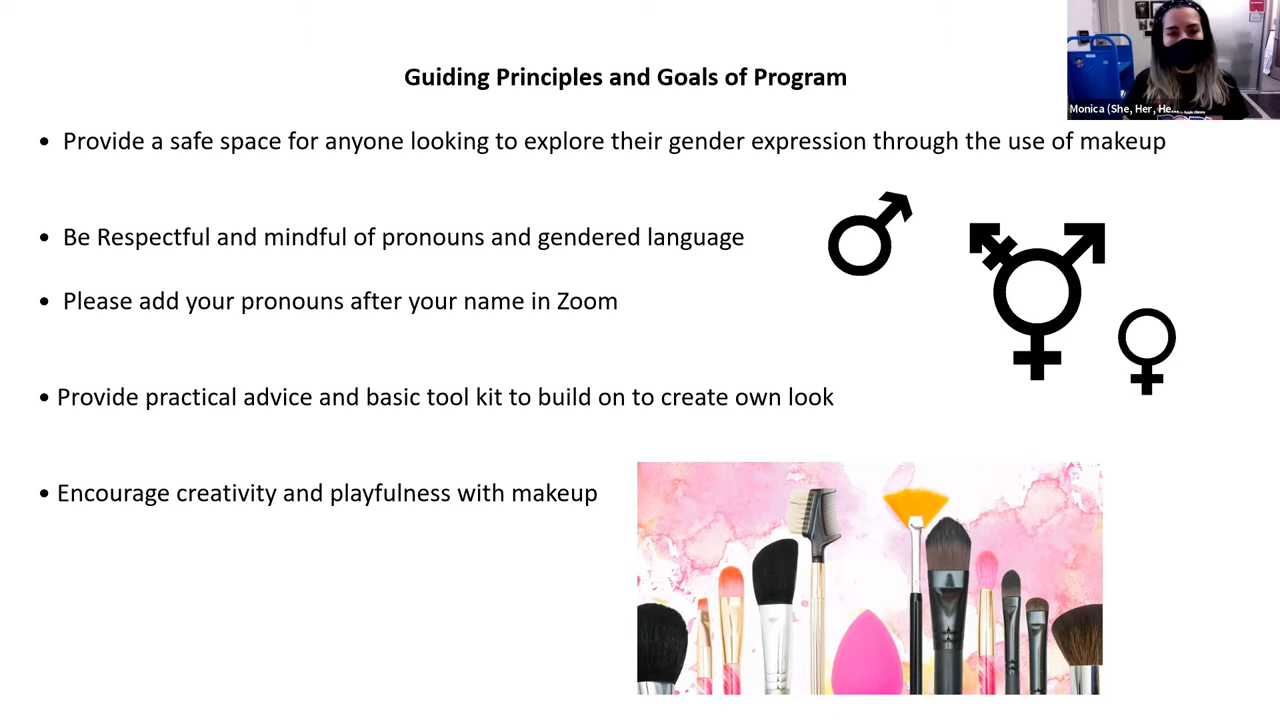 Guiding Principles and Goals of Program
Monica (She, Her, He...
• Provide a safe space for anyone looking to explore their gender expression through the use of makeup
• Be Respectful and mindful of pronouns and gendered language
• Please add your pronouns after your name in Zoom
• Provide practical advice and basic tool kit to build on to create own look
• Encourage creativity and playfulness with makeup